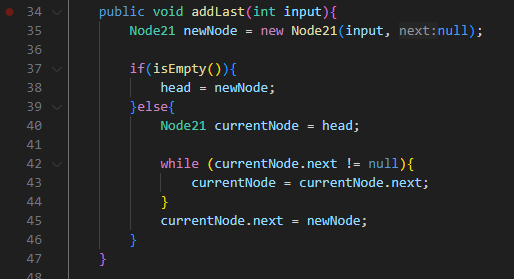 34 public void addLast(int input){
35 Node21 newNode = new Node21(input, next:null);
36
37 if(isEmpty()){
38 head = newNode;
39 }else{
40 Node21 currentNode = head;
41
42 while (currentNode.next != null){
43 currentNode = currentNode.next;
44 }
45 currentNode.next = newNode;
46 }
47 }
48